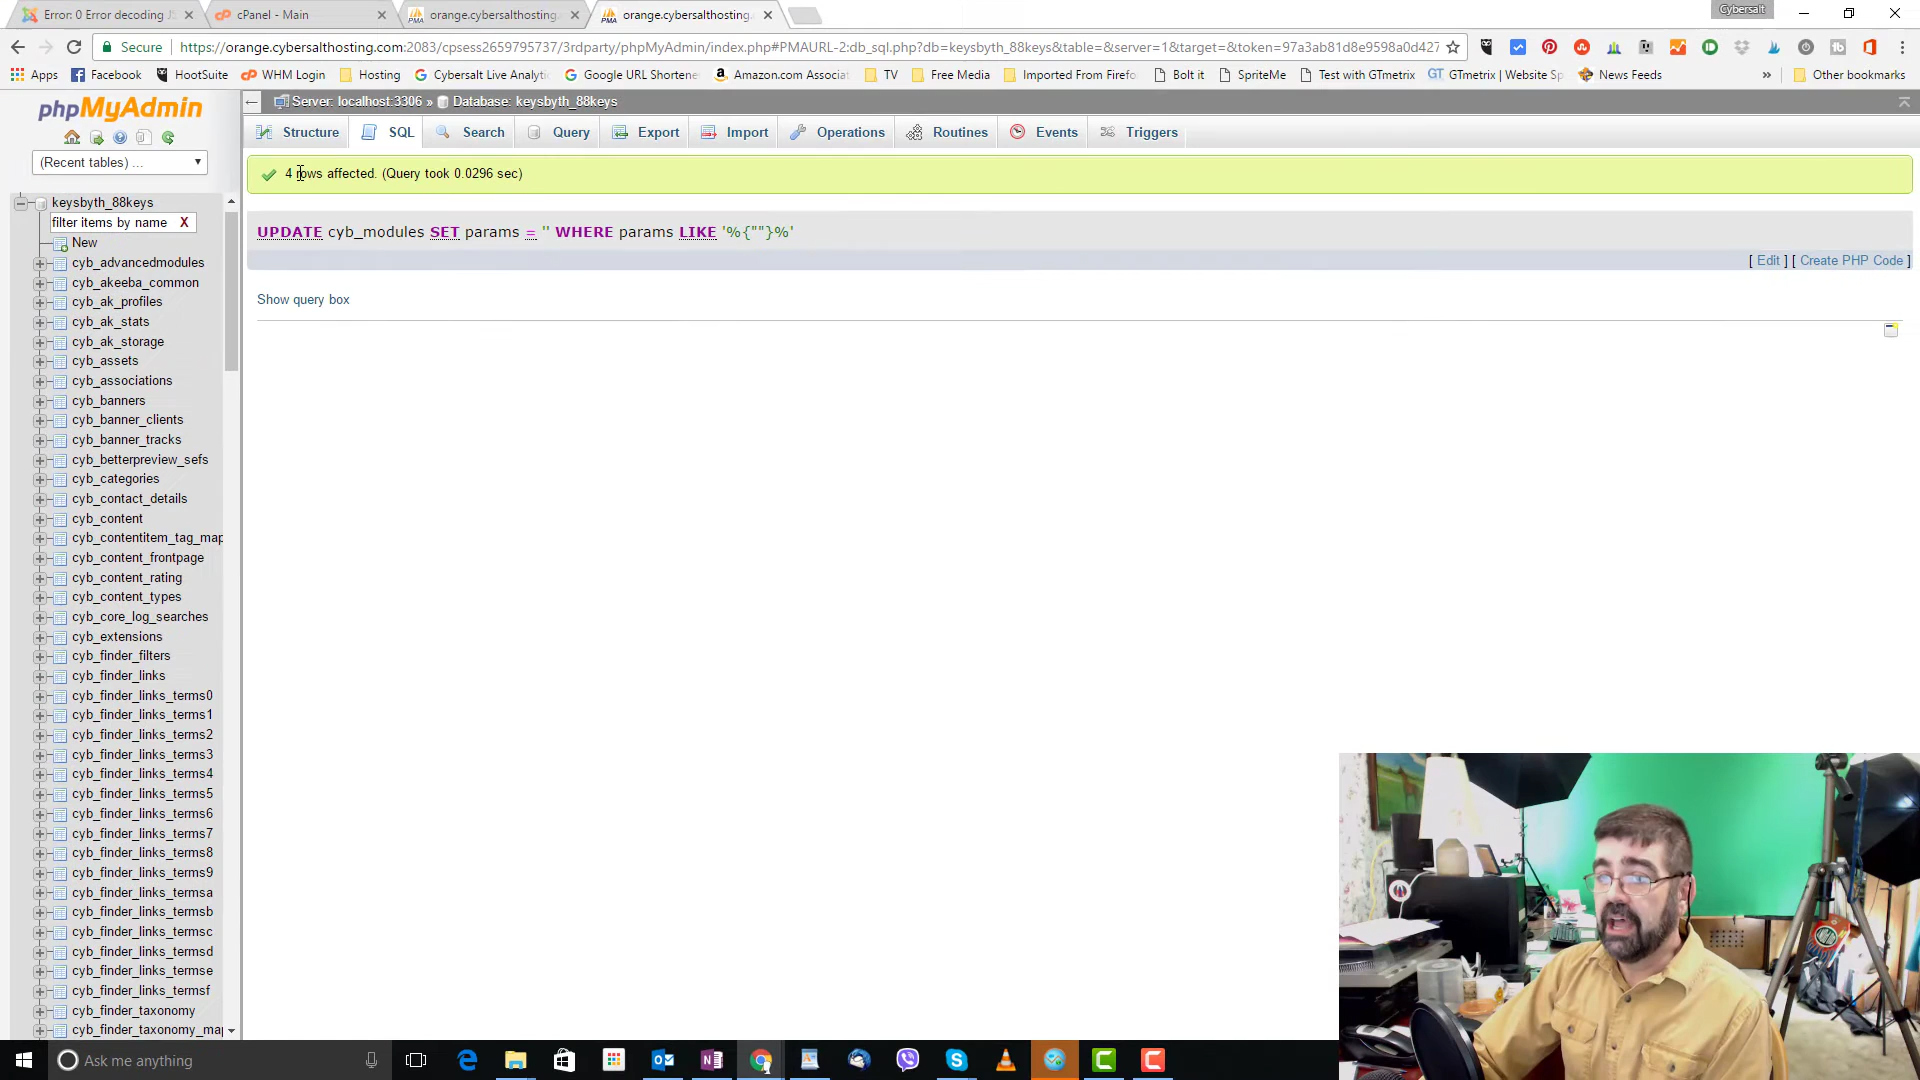 Error: 0 Error decoding JS
cPanel - Main
orange.cybersalthosting.
orange.cybersalthosting.
Cybersalt
Secure
https://orange.cybersalthosting.com:2083/cpsess2659795737/3rdparty/phpMyAdmin/index.php#PMAURL-2:db_sql.php?db=keysbyth_88keys&table=&server=1&target=&token=97a3ab81d8e9598a0d427
Apps
Facebook
HootSuite
WHM Login
Hosting
Cybersalt Live Analyti
Google URL Shortene
Amazon.com Associat
TV
Free Media
Imported From Firefo
Bolt it
SpriteMe
Test with GTmetrix
GTmetrix | Website Sp
News Feeds
»
Other bookmarks
phpMyAdmin
(Recent tables) ...
Server: localhost:3306 » Database: keysbyth_88keys
Structure
SQL
Search
Query
Export
Import
Operations
Routines
Events
Triggers
4 rows affected. (Query took 0.0296 sec)
UPDATE cyb_modules SET params = '' WHERE params LIKE '%{""}%'
[ Edit ] [ Create PHP Code ]
Show query box
keysbyth_88keys
filter items by name X
New
cyb_advancedmodules
cyb_akeeba_common
cyb_ak_profiles
cyb_ak_stats
cyb_ak_storage
cyb_assets
cyb_associations
cyb_banners
cyb_banner_clients
cyb_banner_tracks
cyb_betterpreview_sefs
cyb_categories
cyb_contact_details
cyb_content
cyb_contentitem_tag_map
cyb_content_frontpage
cyb_content_rating
cyb_content_types
cyb_core_log_searches
cyb_extensions
cyb_finder_filters
cyb_finder_links
cyb_finder_links_terms0
cyb_finder_links_terms1
cyb_finder_links_terms2
cyb_finder_links_terms3
cyb_finder_links_terms4
cyb_finder_links_terms5
cyb_finder_links_terms6
cyb_finder_links_terms7
cyb_finder_links_terms8
cyb_finder_links_terms9
cyb_finder_links_termsa
cyb_finder_links_termsb
cyb_finder_links_termsc
cyb_finder_links_termsd
cyb_finder_links_termse
cyb_finder_links_termsf
cyb_finder_taxonomy
cyb_finder_taxonomy_map
Ask me anything